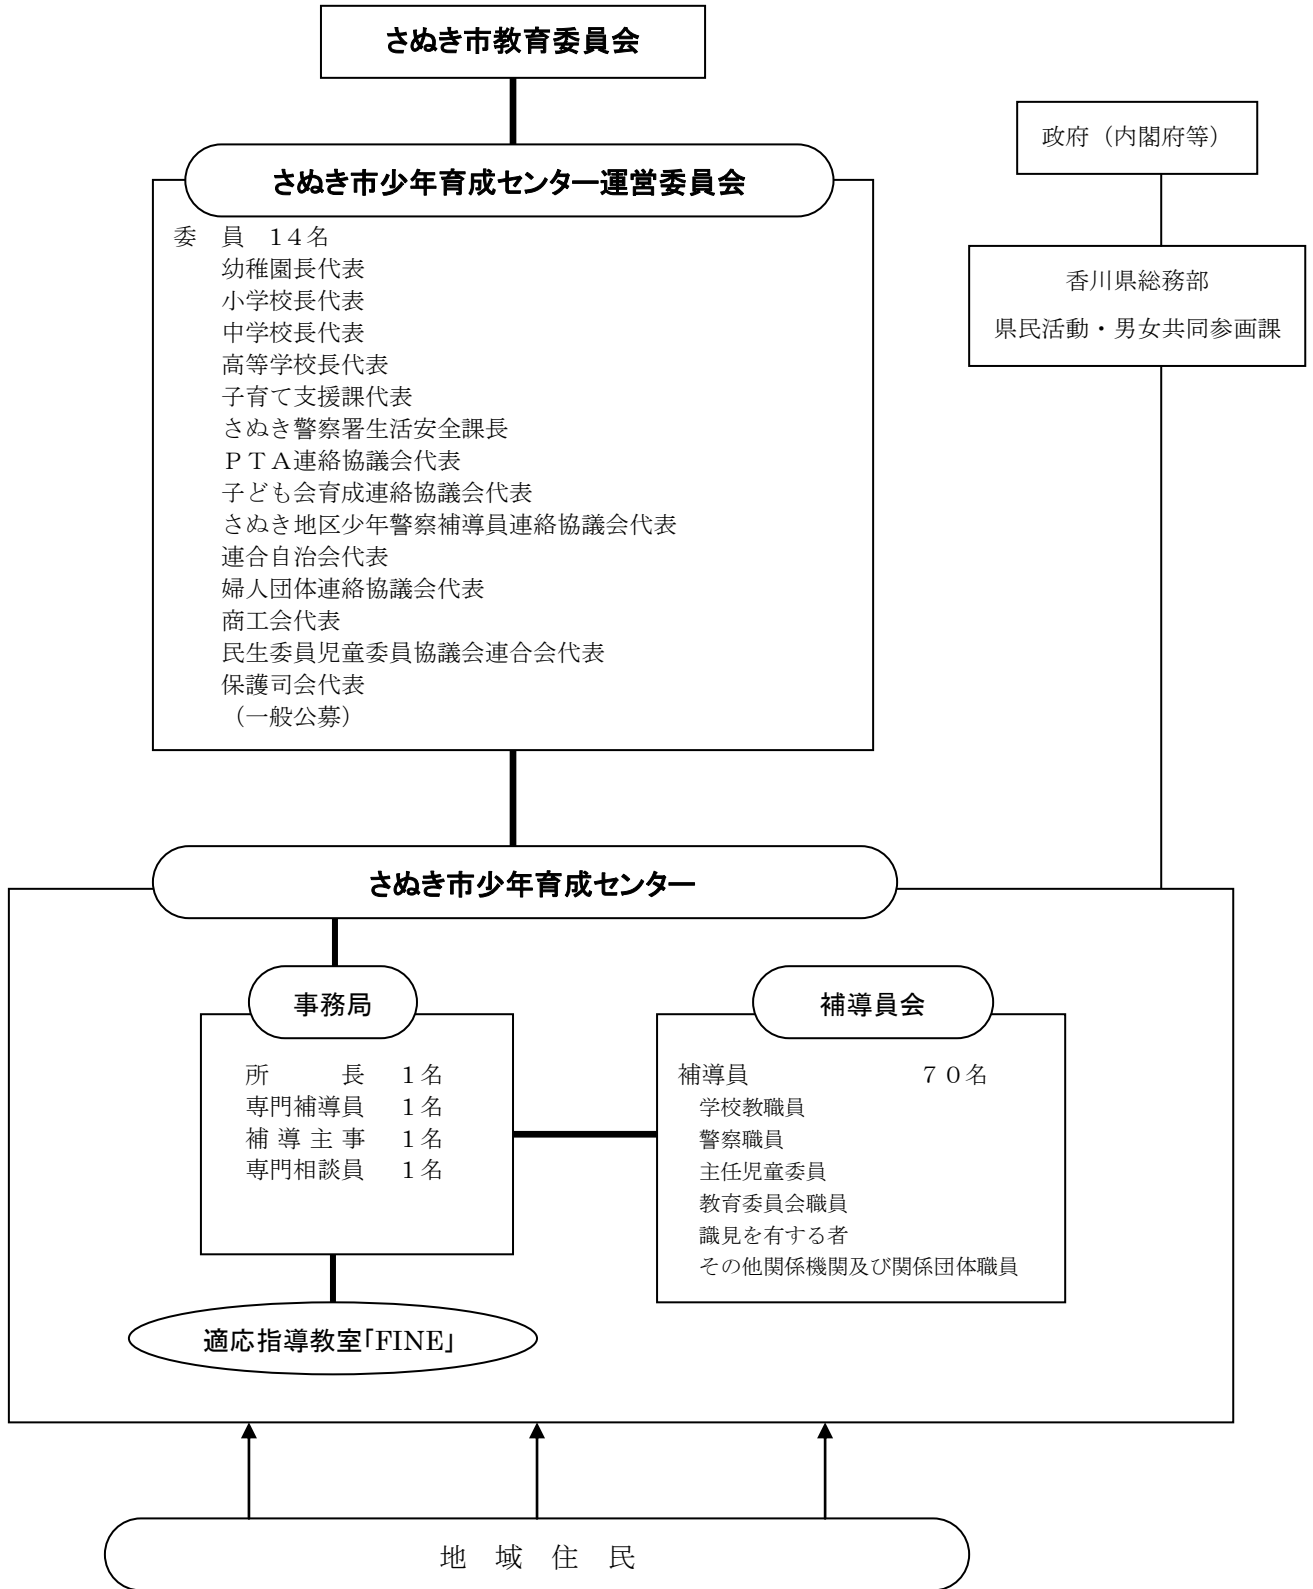 さぬき市教育委員会
政府（内閣府等）
さぬき市少年育成センター運営委員会
委　員　１４名
幼稚園長代表
小学校長代表
中学校長代表
高等学校長代表
子育て支援課代表
さぬき警察署生活安全課長
ＰＴＡ連絡協議会代表
子ども会育成連絡協議会代表
さぬき地区少年警察補導員連絡協議会代表
連合自治会代表
婦人団体連絡協議会代表
商工会代表
民生委員児童委員協議会連合会代表
保護司会代表
（一般公募）
香川県総務部
県民活動・男女共同参画課
さぬき市少年育成センター
事務局
所　　　長　１名
専門補導員　１名
補 導 主 事　１名
専門相談員　１名
補導員会
補導員　　　　　　　７０名
学校教職員
警察職員
主任児童委員
教育委員会職員
識見を有する者
その他関係機関及び関係団体職員
適応指導教室｢FINE｣
地　域　住　民